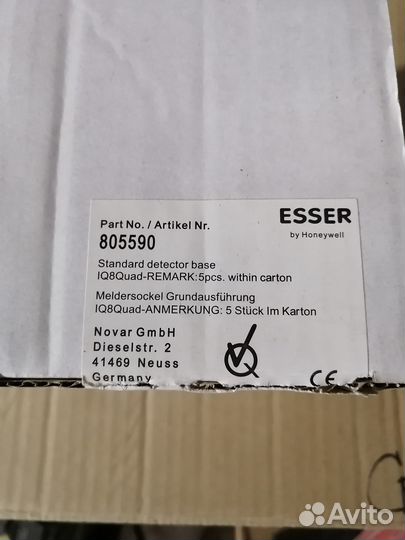 Part No. / Artikel Nr.
805590
ESSER
by Honeywell
Standard detector base
IQ8Quad-REMARK:5pcs. within carton
Meldersockel Grundausführung
IQ8Quad-ANMERKUNG: 5 Stück Im Karton
Novar GmbH
Dieselstr. 2
41469 Neuss
Germany
Q
CE
Avito